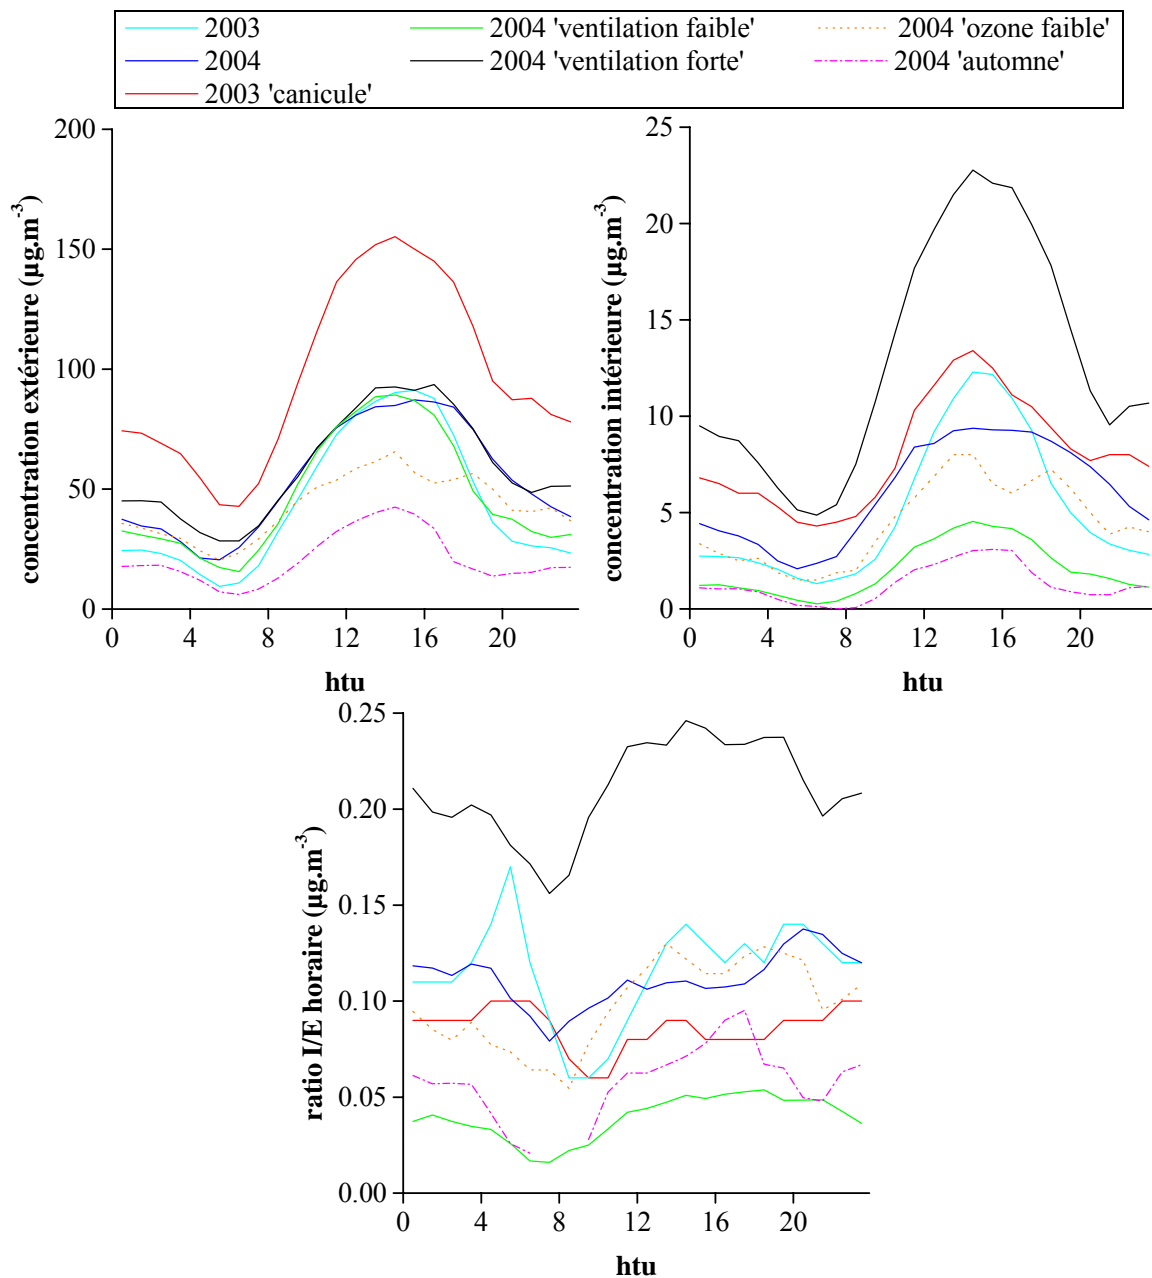 2003 2004 'ventilation faible' 2004 'ozone faible'
2004 2004 'ventilation forte' 2004 'automne'
2003 'canicule'
concentration extérieure (µg.m⁻³)
200
150
100
50
0
0 4 8 12 16 20
htu
concentration intérieure (µg.m⁻³)
25
20
15
10
5
0
0 4 8 12 16 20
htu
ratio I/E horaire (µg.m⁻³)
0.25
0.20
0.15
0.10
0.05
0.00
0 4 8 12 16 20
htu